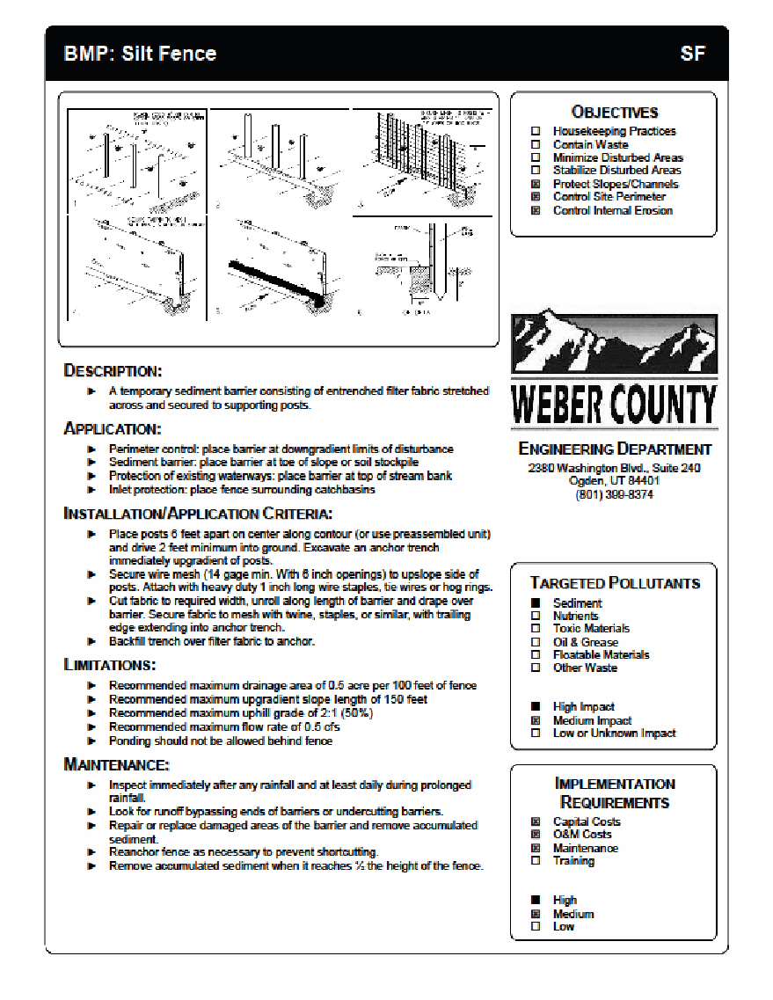 BMP: Silt Fence SF
1
2
3
4
5
6
OBJECTIVES
Housekeeping Practices
Contain Waste
Minimize Disturbed Areas
Stabilize Disturbed Areas
Protect Slopes/Channels
Control Site Perimeter
Control Internal Erosion
DESCRIPTION:
A temporary sediment barrier consisting of entrenched filter fabric stretched
across and secured to supporting posts.
APPLICATION:
Perimeter control: place barrier at downgradient limits of disturbance
Sediment barrier: place barrier at toe of slope or soil stockpile
Protection of existing waterways: place barrier at top of stream bank
Inlet protection: place fence surrounding catchbasins
INSTALLATION/APPLICATION CRITERIA:
Place posts 6 feet apart on center along contour (or use preassembled unit)
and drive 2 feet minimum into ground. Excavate an anchor trench
immediately upgradient of posts.
Secure wire mesh (14 gage min. With 6 inch openings) to upslope side of
posts. Attach with heavy duty 1 inch long wire staples, tie wires or hog rings.
Cut fabric to required width, unroll along length of barrier and drape over
barrier. Secure fabric to mesh with twine, staples, or similar, with trailing
edge extending into anchor trench.
Backfill trench over filter fabric to anchor.
LIMITATIONS:
Recommended maximum drainage area of 0.5 acre per 100 feet of fence
Recommended maximum upgradient slope length of 150 feet
Recommended maximum uphill grade of 2:1 (50%)
Recommended maximum flow rate of 0.5 cfs
Ponding should not be allowed behind fence
MAINTENANCE:
Inspect immediately after any rainfall and at least daily during prolonged
rainfall.
Look for runoff bypassing ends of barriers or undercutting barriers.
Repair or replace damaged areas of the barrier and remove accumulated
sediment.
Reanchor fence as necessary to prevent shortcutting.
Remove accumulated sediment when it reaches the height of the fence.
WEBER COUNTY
ENGINEERING DEPARTMENT
2380 Washington Blvd., Suite 240
Ogden, UT 84401
(801) 399-8374
TARGETED POLLUTANTS
Sediment
Nutrients
Toxic Materials
Oil & Grease
Floatable Materials
Other Waste
High Impact
Medium Impact
Low or Unknown Impact
IMPLEMENTATION
REQUIREMENTS
Capital Costs
O&M Costs
Maintenance
Training
High
Medium
Low